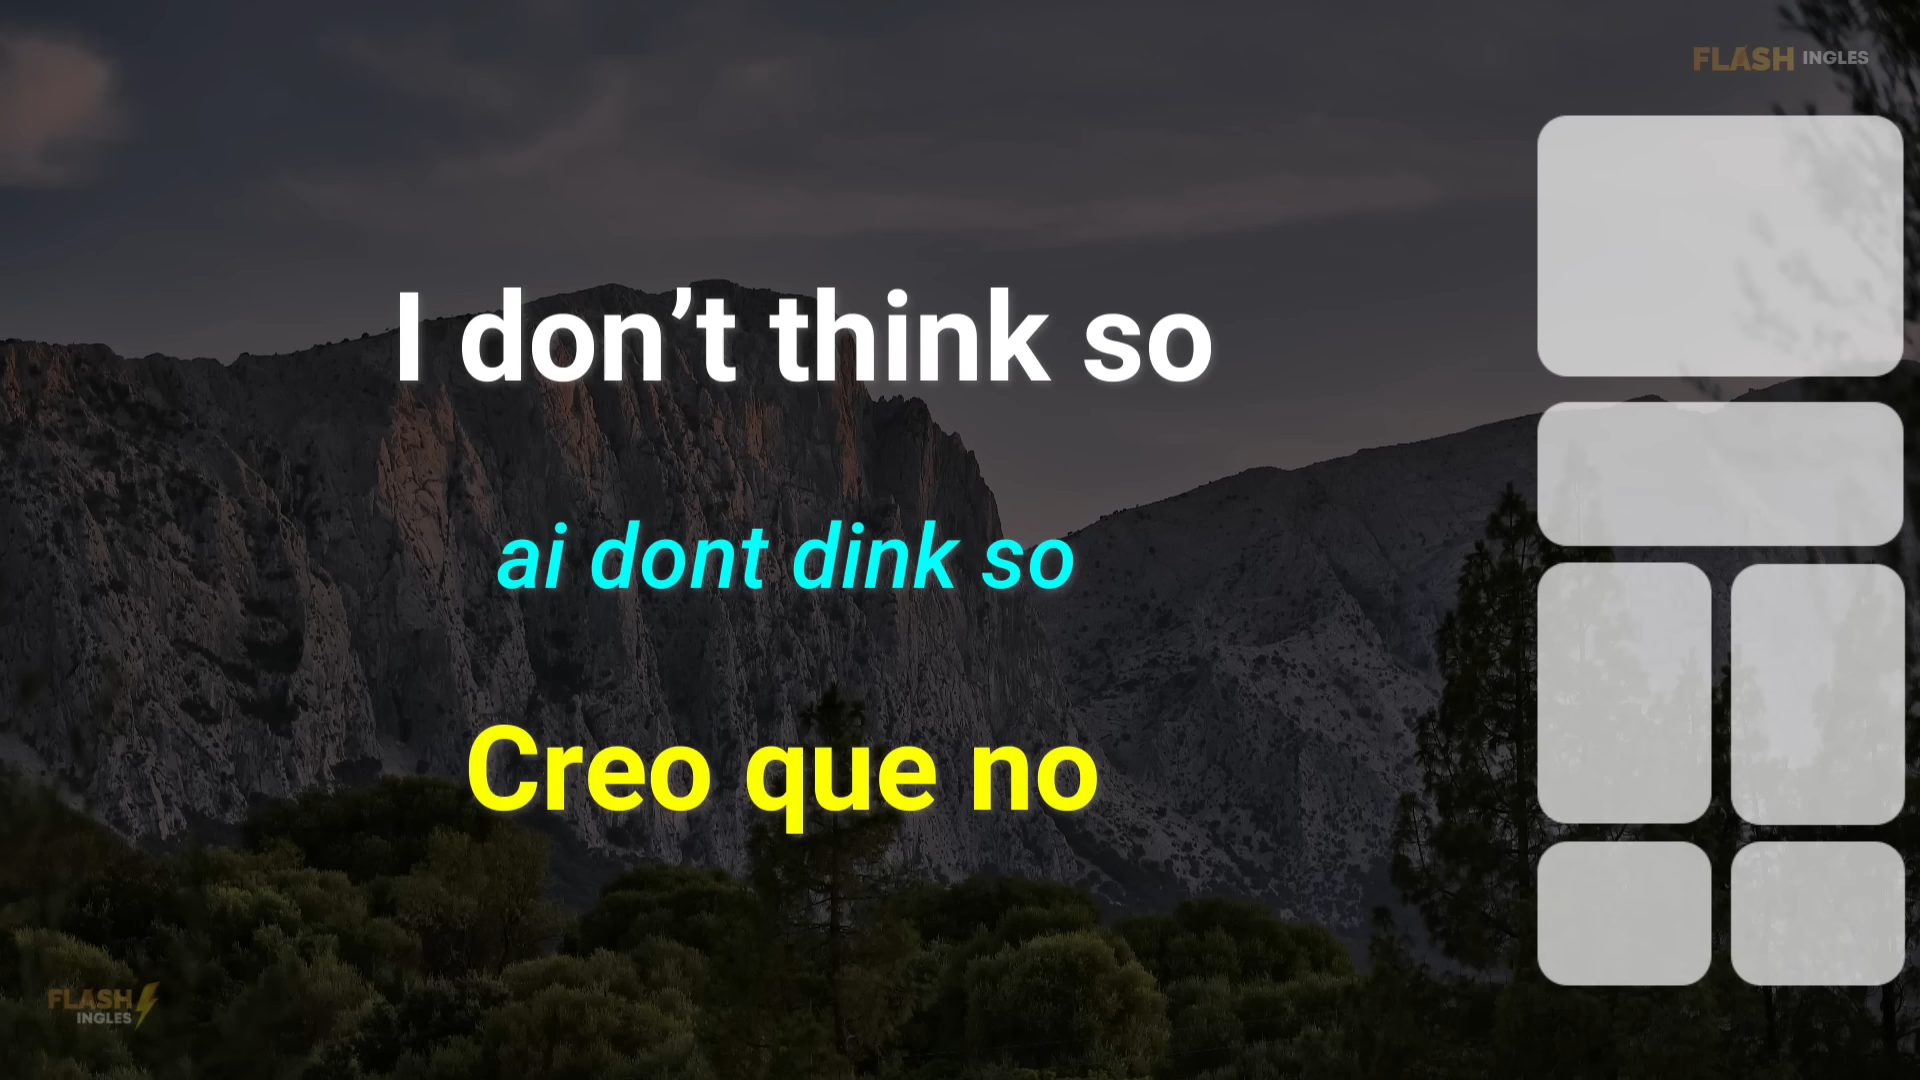 FLASH INGLES
I don’t think so
ai dont dink so
Creo que no
FLASH
INGLES